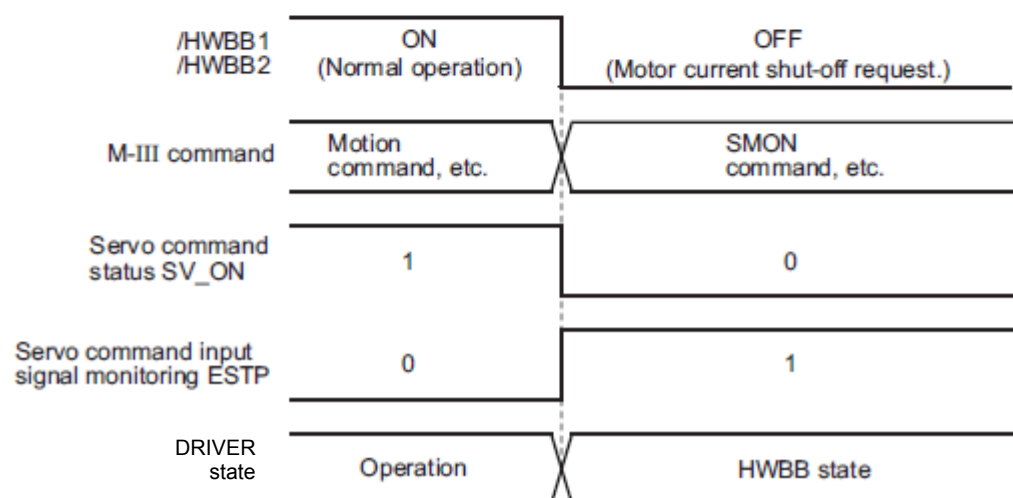 /HWBB1
/HWBB2
ON
(Normal operation)
OFF
(Motor current shut-off request.)
M-III command
Motion
command, etc.
SMON
command, etc.
Servo command
status SV_ON
1
0
Servo command input
signal monitoring ESTP
0
1
DRIVER
state
Operation
HWBB state